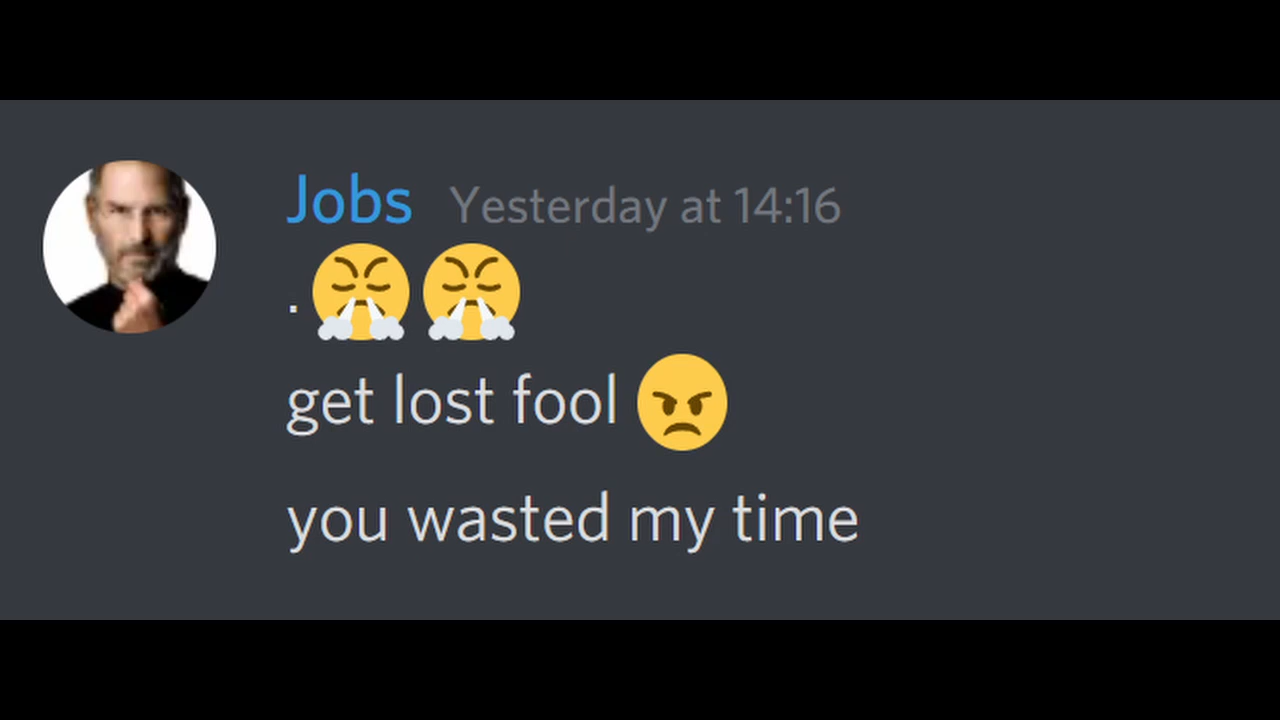 Jobs Yesterday at 14:16
.😤😤
get lost fool 😠
you wasted my time